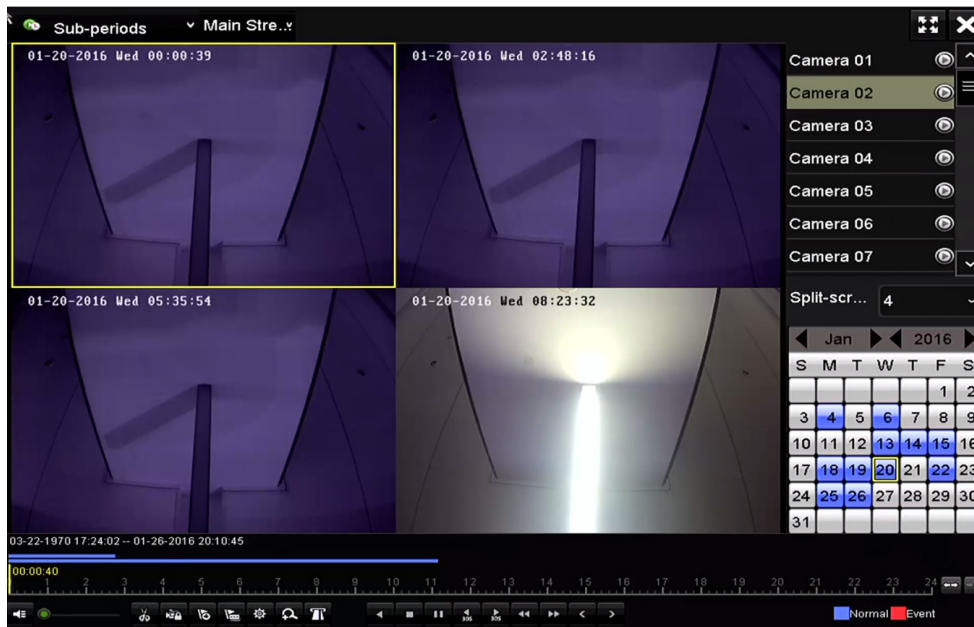 Sub-periods Main Stre..
01-20-2016 Wed 00:00:39
01-20-2016 Wed 02:48:16
01-20-2016 Wed 05:35:54
01-20-2016 Wed 08:23:32
Camera 01
Camera 02
Camera 03
Camera 04
Camera 05
Camera 06
Camera 07
Split-scr... 4
Jan 2016
S M T W T F S
1 2
3 4 5 6 7 8 9
10 11 12 13 14 15 16
17 18 19 20 21 22 23
24 25 26 27 28 29 30
31
03-22-1970 17:24:02 -- 01-26-2016 20:10:45
00:00:40
1 2 3 4 5 6 7 8 9 10 11 12 13 14 15 16 17 18 19 20 21 22 23 24
30S 30S
Normal Event